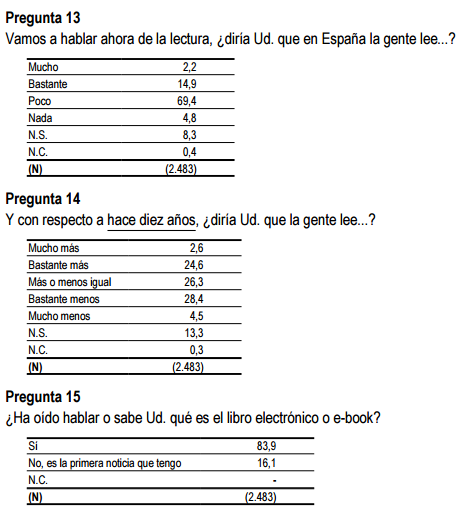 Pregunta 13
Vamos a hablar ahora de la lectura, ¿diría Ud. que en España la gente lee...?
Mucho 2,2
Bastante 14,9
Poco 69,4
Nada 4,8
N.S. 8,3
N.C. 0,4
(N) (2.483)
Pregunta 14
Y con respecto a hace diez años, ¿diría Ud. que la gente lee...?
Mucho más 2,6
Bastante más 24,6
Más o menos igual 26,3
Bastante menos 28,4
Mucho menos 4,5
N.S. 13,3
N.C. 0,3
(N) (2.483)
Pregunta 15
¿Ha oído hablar o sabe Ud. qué es el libro electrónico o e-book?
Sí 83,9
No, es la primera noticia que tengo 16,1
N.C. -
(N) (2.483)